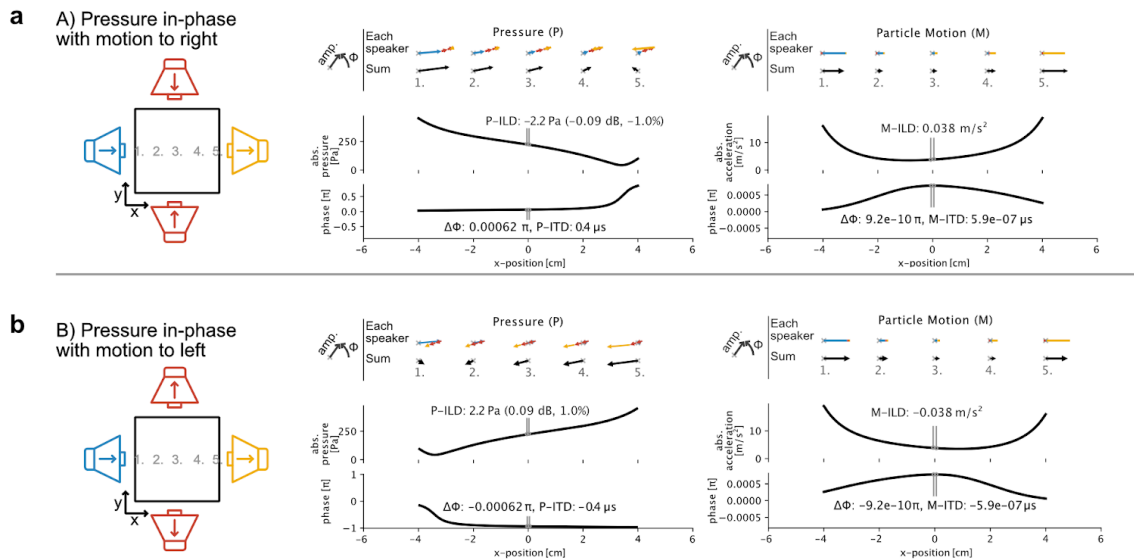 a
A) Pressure in-phase
with motion to right
1. 2. 3. 4. 5.
y
x
amp.
Φ
Each
speaker
Sum
Pressure (P)
1. 2. 3. 4. 5.
abs.
pressure
[Pa]
250
0
P-ILD: −2.2 Pa (−0.09 dB, −1.0%)
phase [π]
0.5
0.0
−0.5
ΔΦ: 0.00062 π, P-ITD: 0.4 μs
−6 −4 −2 0 2 4 6
x-position [cm]
amp.
Φ
Each
speaker
Sum
Particle Motion (M)
1. 2. 3. 4. 5.
abs.
acceleration
[m/s²]
10
0
M-ILD: 0.038 m/s²
phase [π]
0.0005
0.0000
−0.0005
ΔΦ: 9.2e−10 π, M-ITD: 5.9e−07 μs
−6 −4 −2 0 2 4 6
x-position [cm]
b
B) Pressure in-phase
with motion to left
1. 2. 3. 4. 5.
y
x
amp.
Φ
Each
speaker
Sum
Pressure (P)
1. 2. 3. 4. 5.
abs.
pressure
[Pa]
250
0
P-ILD: 2.2 Pa (0.09 dB, 1.0%)
phase [π]
1
0
−1
ΔΦ: −0.00062 π, P-ITD: −0.4 μs
−6 −4 −2 0 2 4 6
x-position [cm]
amp.
Φ
Each
speaker
Sum
Particle Motion (M)
1. 2. 3. 4. 5.
abs.
acceleration
[m/s²]
10
0
M-ILD: −0.038 m/s²
phase [π]
0.0005
0.0000
−0.0005
ΔΦ: −9.2e−10 π, M-ITD: −5.9e−07 μs
−6 −4 −2 0 2 4 6
x-position [cm]